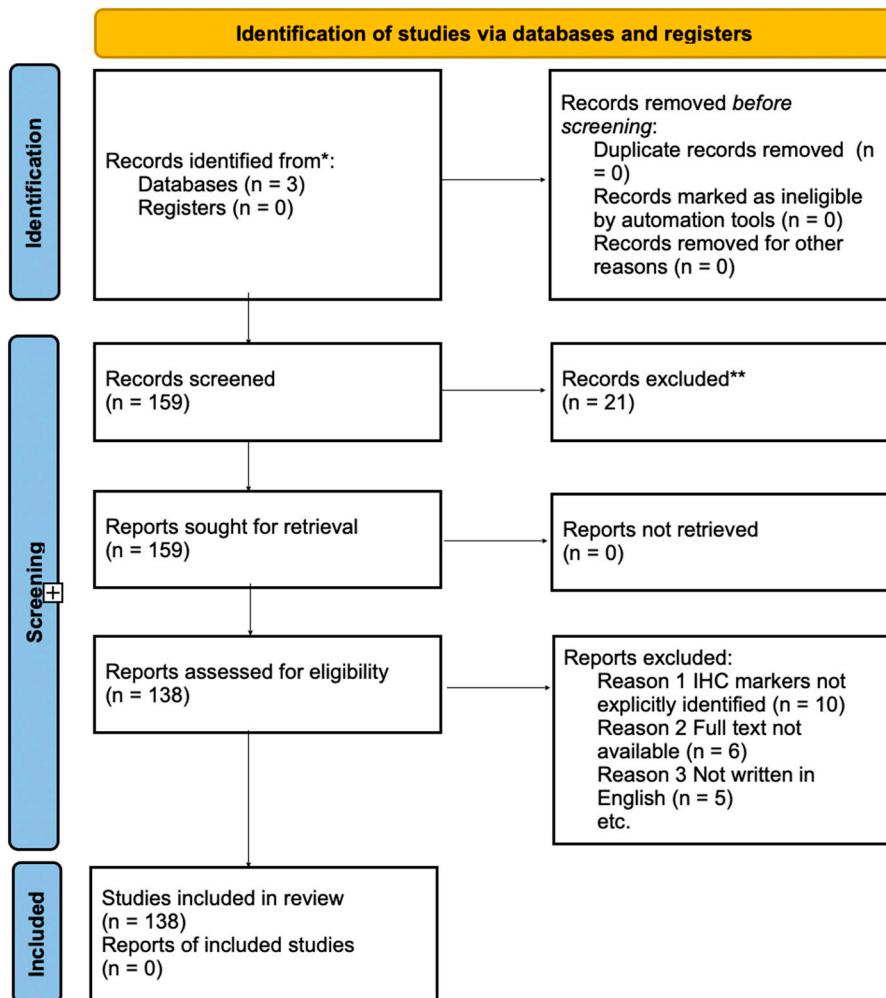 Identification of studies via databases and registers
Identification
Records identified from*:
Databases (n = 3)
Registers (n = 0)
Records removed before
screening:
Duplicate records removed (n
= 0)
Records marked as ineligible
by automation tools (n = 0)
Records removed for other
reasons (n = 0)
Screening
Records screened
(n = 159)
Records excluded**
(n = 21)
Reports sought for retrieval
(n = 159)
Reports not retrieved
(n = 0)
Reports assessed for eligibility
(n = 138)
Reports excluded:
Reason 1 IHC markers not
explicitly identified (n = 10)
Reason 2 Full text not
available (n = 6)
Reason 3 Not written in
English (n = 5)
etc.
Included
Studies included in review
(n = 138)
Reports of included studies
(n = 0)